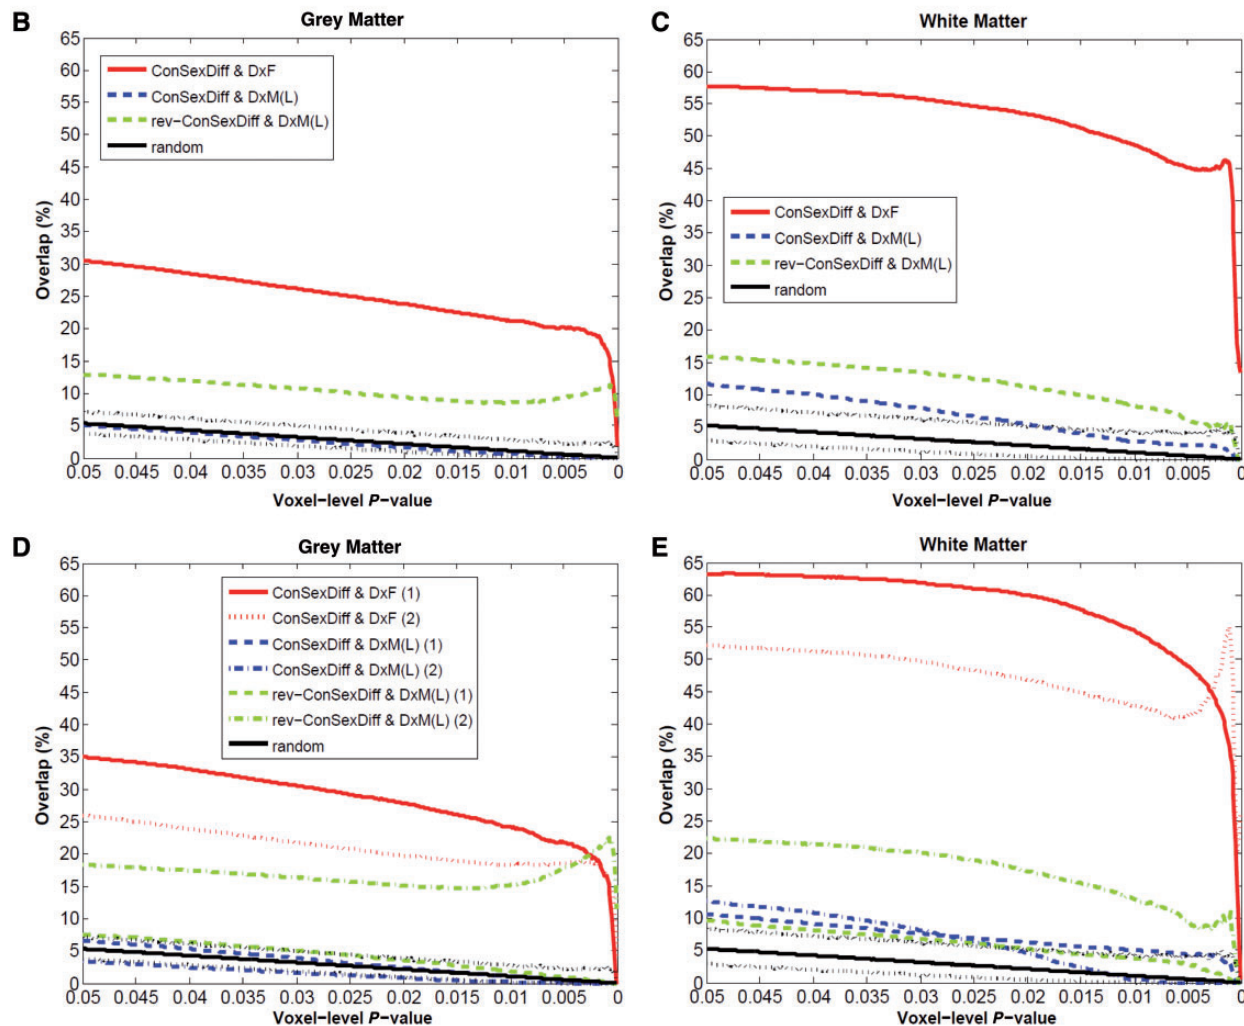 B
Grey Matter
65
60
55
50
45
40
35
30
25
20
15
10
5
0
Overlap (%)
ConSexDiff & DxF
ConSexDiff & DxM(L)
rev-ConSexDiff & DxM(L)
random
0.05 0.045 0.04 0.035 0.03 0.025 0.02 0.015 0.01 0.005 0
Voxel-level P-value
C
White Matter
65
60
55
50
45
40
35
30
25
20
15
10
5
0
Overlap (%)
ConSexDiff & DxF
ConSexDiff & DxM(L)
rev-ConSexDiff & DxM(L)
random
0.05 0.045 0.04 0.035 0.03 0.025 0.02 0.015 0.01 0.005 0
Voxel-level P-value
D
Grey Matter
65
60
55
50
45
40
35
30
25
20
15
10
5
0
Overlap (%)
ConSexDiff & DxF (1)
ConSexDiff & DxF (2)
ConSexDiff & DxM(L) (1)
ConSexDiff & DxM(L) (2)
rev-ConSexDiff & DxM(L) (1)
rev-ConSexDiff & DxM(L) (2)
random
0.05 0.045 0.04 0.035 0.03 0.025 0.02 0.015 0.01 0.005 0
Voxel-level P-value
E
White Matter
65
60
55
50
45
40
35
30
25
20
15
10
5
0
Overlap (%)
0.05 0.045 0.04 0.035 0.03 0.025 0.02 0.015 0.01 0.005 0
Voxel-level P-value